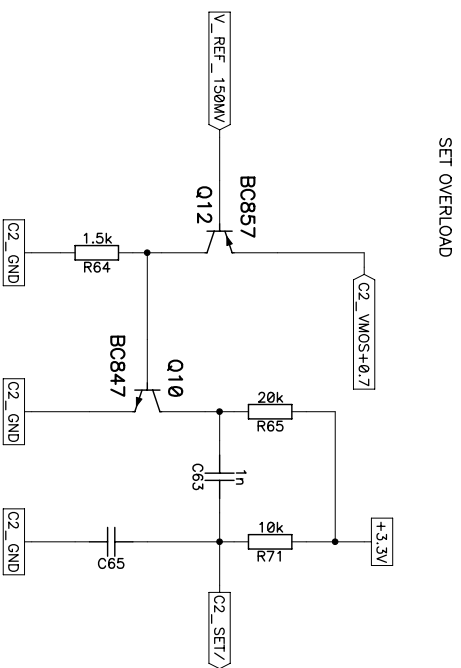 SET OVERLOAD
V_REF_150MV
BC857
Q12
C2_VMOS+0.7
1.5k
R64
C2_GND
Q10
BC847
C2_GND
20k
R65
1n
C63
10k
R71
+3.3V
C65
C2_GND
C2_SET/